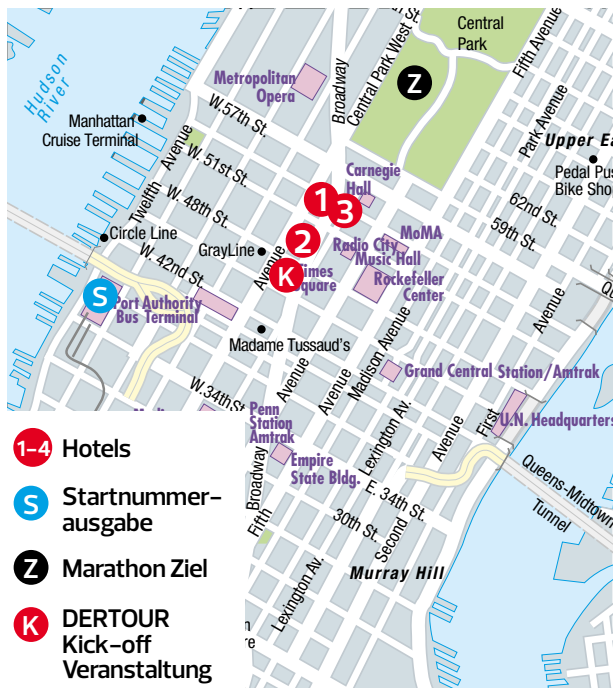 Hudson
River
Metropolitan
Opera
Broadway
Central Park West
Central
Park
Z
Fifth Avenue
Manhattan
Cruise Terminal
W.57th St.
W. 51st St.
Twelfth Avenue
W. 48th St.
Park Avenue
Upper Ea
Pedal Pus
Bike Sho
Carnegie
Hall
1
3
62nd St.
59th St.
Circle Line
W. 42nd St.
GrayLine
2
Avenue
K
Times
Square
Radio City
Music Hall
MoMA
Rockefeller
Center
Qu
S
Port Authority
Bus Terminal
Madame Tussaud's
Avenue
Avenue
Madison Avenue
Avenue
Grand Central Station/Amtrak
W.34th St.
Penn
Station
Amtrak
Lexington Av.
Avenue
First
U.N. Headquarters
Empire
State Bldg.
Broadway
Fifth
E. 34th St.
30th St.
Second
Queens-Midtown
Tunnel
Lexington Av.
Murray Hill
1-4 Hotels
S Startnummer-
ausgabe
Z Marathon Ziel
K DERTOUR
Kick-off
Veranstaltung